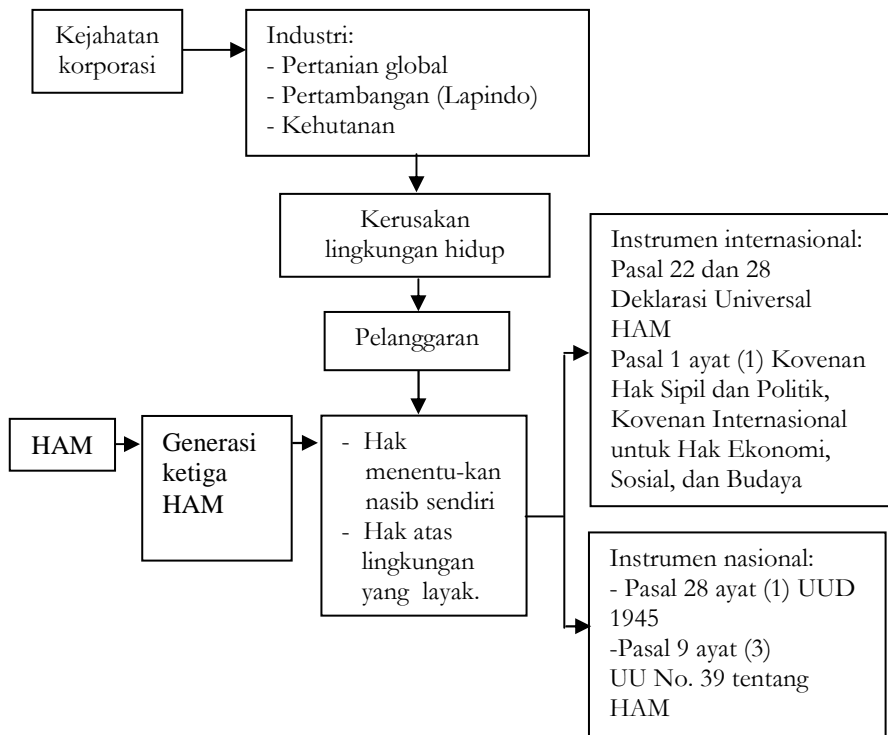 Kejahatan
korporasi
Industri:
- Pertanian global
- Pertambangan (Lapindo)
- Kehutanan
Kerusakan
lingkungan hidup
Pelanggaran
HAM
Generasi
ketiga
HAM
- Hak
menentu-kan
nasib sendiri
- Hak atas
lingkungan
yang layak.
Instrumen internasional:
Pasal 22 dan 28
Deklarasi Universal
HAM
Pasal 1 ayat (1) Kovenan
Hak Sipil dan Politik,
Kovenan Internasional
untuk Hak Ekonomi,
Sosial, dan Budaya
Instrumen nasional:
- Pasal 28 ayat (1) UUD
1945
-Pasal 9 ayat (3)
UU No. 39 tentang
HAM